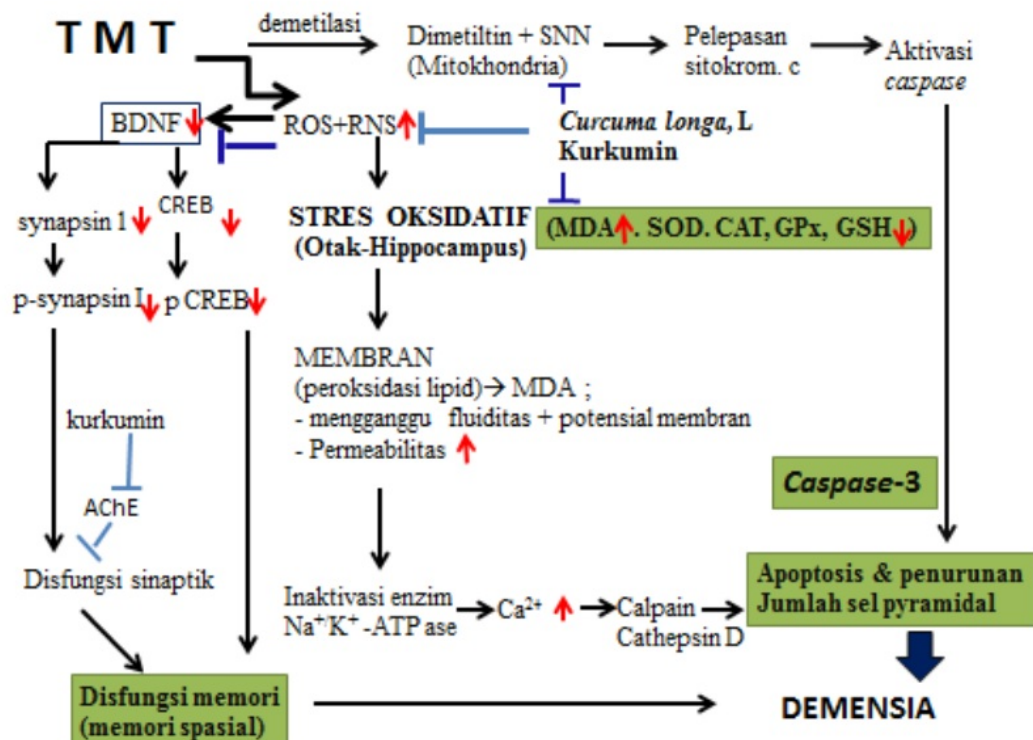 TMT
demetilasi
Dimetiltin + SNN
(Mitokhondria)
Pelepasan
sitokrom. c
Aktivasi
caspase
BDNF
ROS+RNS
Curcuma longa, L
Kurkumin
synapsin 1
CREB
STRES OKSIDATIF
(Otak-Hippocampus)
(MDA . SOD. CAT, GPx, GSH )
p-synapsin I
p CREB
MEMBRAN
(peroksidasi lipid)→ MDA ;
- mengganggu fluiditas + potensial membran
- Permeabilitas
kurkumin
AChE
Disfungsi sinaptik
Caspase-3
Inaktivasi enzim
Na⁺/K⁺ -ATP ase
Ca²⁺
Calpain
Cathepsin D
Apoptosis & penurunan
Jumlah sel pyramidal
Disfungsi memori
(memori spasial)
DEMENSIA